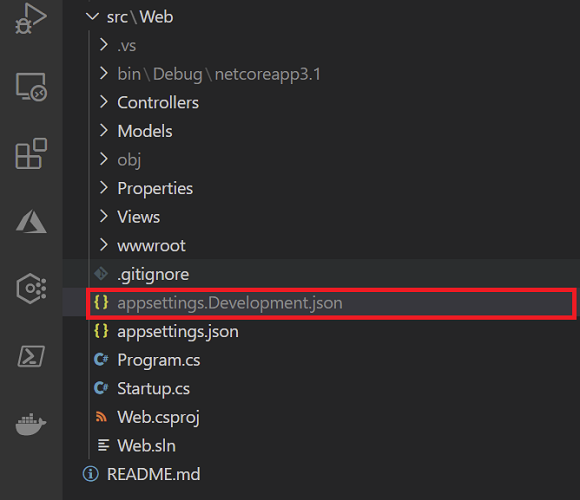 src\Web
.vs
bin\Debug\netcoreapp3.1
Controllers
Models
obj
Properties
Views
wwwroot
.gitignore
{} appsettings.Development.json
{} appsettings.json
C# Program.cs
C# Startup.cs
Web.csproj
Web.sln
README.md